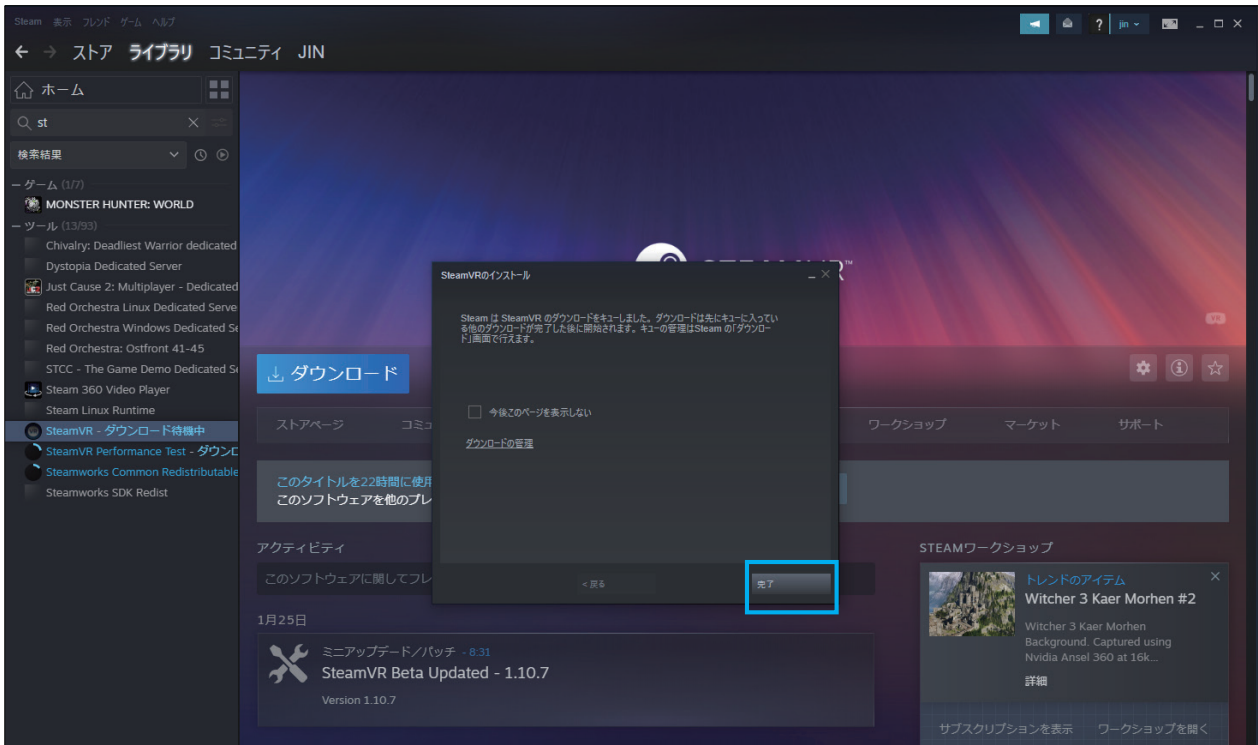 Steam 表示 フレンド ゲーム ヘルプ
? jin
ストア ライブラリ コミュニティ JIN
ホーム
st
検索結果
ゲーム (1/7)
MONSTER HUNTER: WORLD
ツール (13/93)
Chivalry: Deadliest Warrior dedicated
Dystopia Dedicated Server
Just Cause 2: Multiplayer - Dedicated
Red Orchestra Linux Dedicated Serve
Red Orchestra Windows Dedicated Se
Red Orchestra: Ostfront 41-45
STCC - The Game Demo Dedicated Se
Steam 360 Video Player
Steam Linux Runtime
SteamVR - ダウンロード待機中
SteamVR Performance Test - ダウンロ
Steamworks Common Redistributable
Steamworks SDK Redist
VR
SteamVRのインストール
Steam は SteamVR のダウンロードをキューしました。ダウンロードは先にキューに入ってい
る他のダウンロードが完了した後に開始されます。キューの管理はSteam の「ダウンロー
ド」画面で行えます。
今後このページを表示しない
ダウンロードの管理
<戻る
完了
ダウンロード
ストアページ コミュ ワークショップ マーケット サポート
このタイトルを22時間に使用
このソフトウェアを他のプレ
アクティビティ
このソフトウェアに関してフレ
1月25日
ミニアップデード／パッチ - 8:31
SteamVR Beta Updated - 1.10.7
Version 1.10.7
STEAMワークショップ
トレンドのアイテム
Witcher 3 Kaer Morhen #2
Witcher 3 Kaer Morhen
Background. Captured using
Nvidia Ansel 360 at 16k...
詳細
サブスクリプションを表示 ワークショップを開く